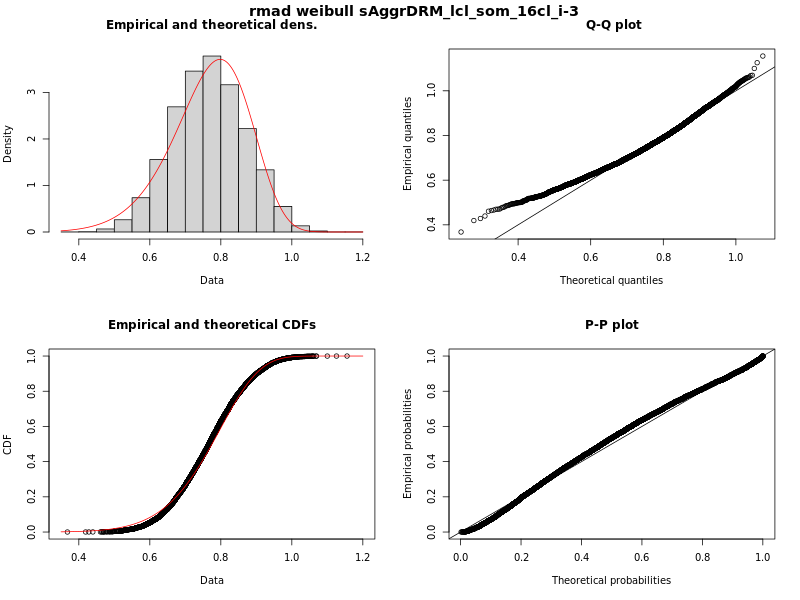 rmad weibull sAggrDRM_lcl_som_16cl_i-3
Empirical and theoretical dens.
Density
0 1 2 3
0.4 0.6 0.8 1.0 1.2
Data
Q-Q plot
Empirical quantiles
0.4 0.6 0.8 1.0
0.4 0.6 0.8 1.0
Theoretical quantiles
Empirical and theoretical CDFs
CDF
0.0 0.2 0.4 0.6 0.8 1.0
0.4 0.6 0.8 1.0 1.2
Data
P-P plot
Empirical probabilities
0.0 0.2 0.4 0.6 0.8 1.0
0.0 0.2 0.4 0.6 0.8 1.0
Theoretical probabilities